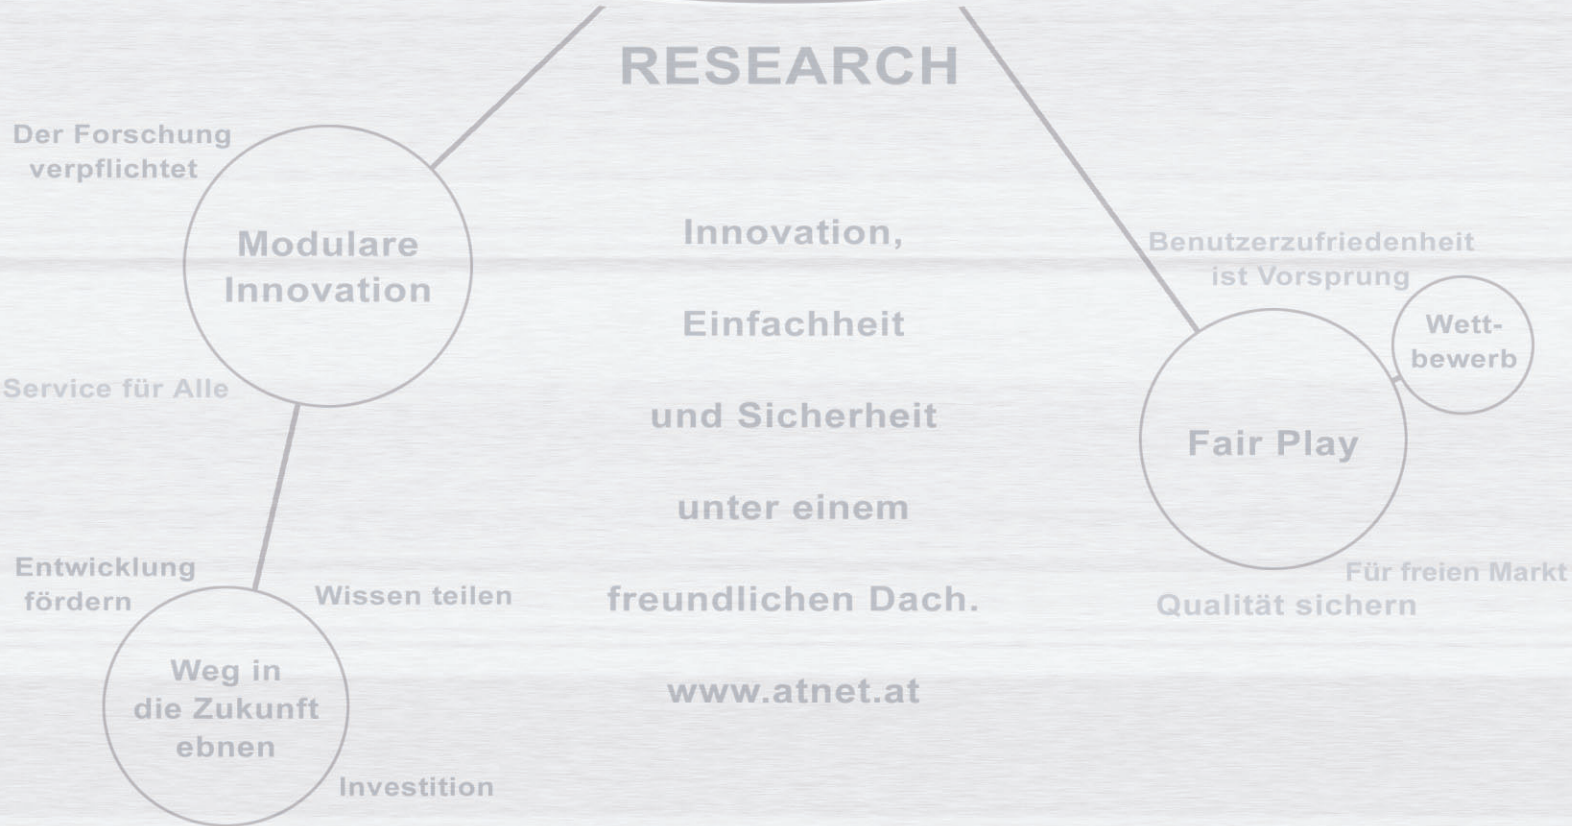 RESEARCH
Der Forschung
verpflichtet
Modulare
Innovation
Service für Alle
Entwicklung
fördern
Wissen teilen
Weg in
die Zukunft
ebnen
Investition
Innovation,
Einfachheit
und Sicherheit
unter einem
freundlichen Dach.
www.atnet.at
Benutzerzufriedenheit
ist Vorsprung
Wett-
bewerb
Fair Play
Für freien Markt
Qualität sichern